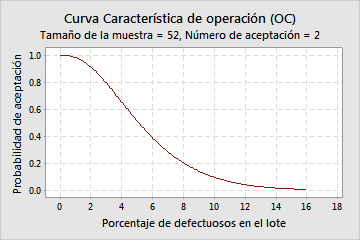 Curva Característica de operación (OC)
Tamaño de la muestra = 52, Número de aceptación = 2
Probabilidad de aceptación
1.0
0.8
0.6
0.4
0.2
0.0
0 2 4 6 8 10 12 14 16 18
Porcentaje de defectuosos en el lote